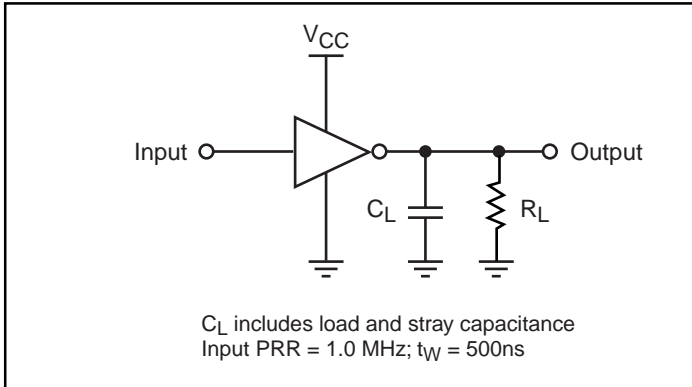 VCC
Input
Output
CL
RL
CL includes load and stray capacitance
Input PRR = 1.0 MHz; tW = 500ns